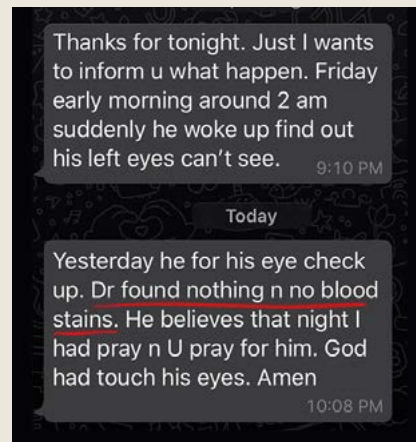 Thanks for tonight. Just I wants
to inform u what happen. Friday
early morning around 2 am
suddenly he woke up find out
his left eyes can't see.
9:10 PM
Today
Yesterday he for his eye check
up. Dr found nothing n no blood
stains. He believes that night I
had pray n U pray for him. God
had touch his eyes. Amen
10:08 PM